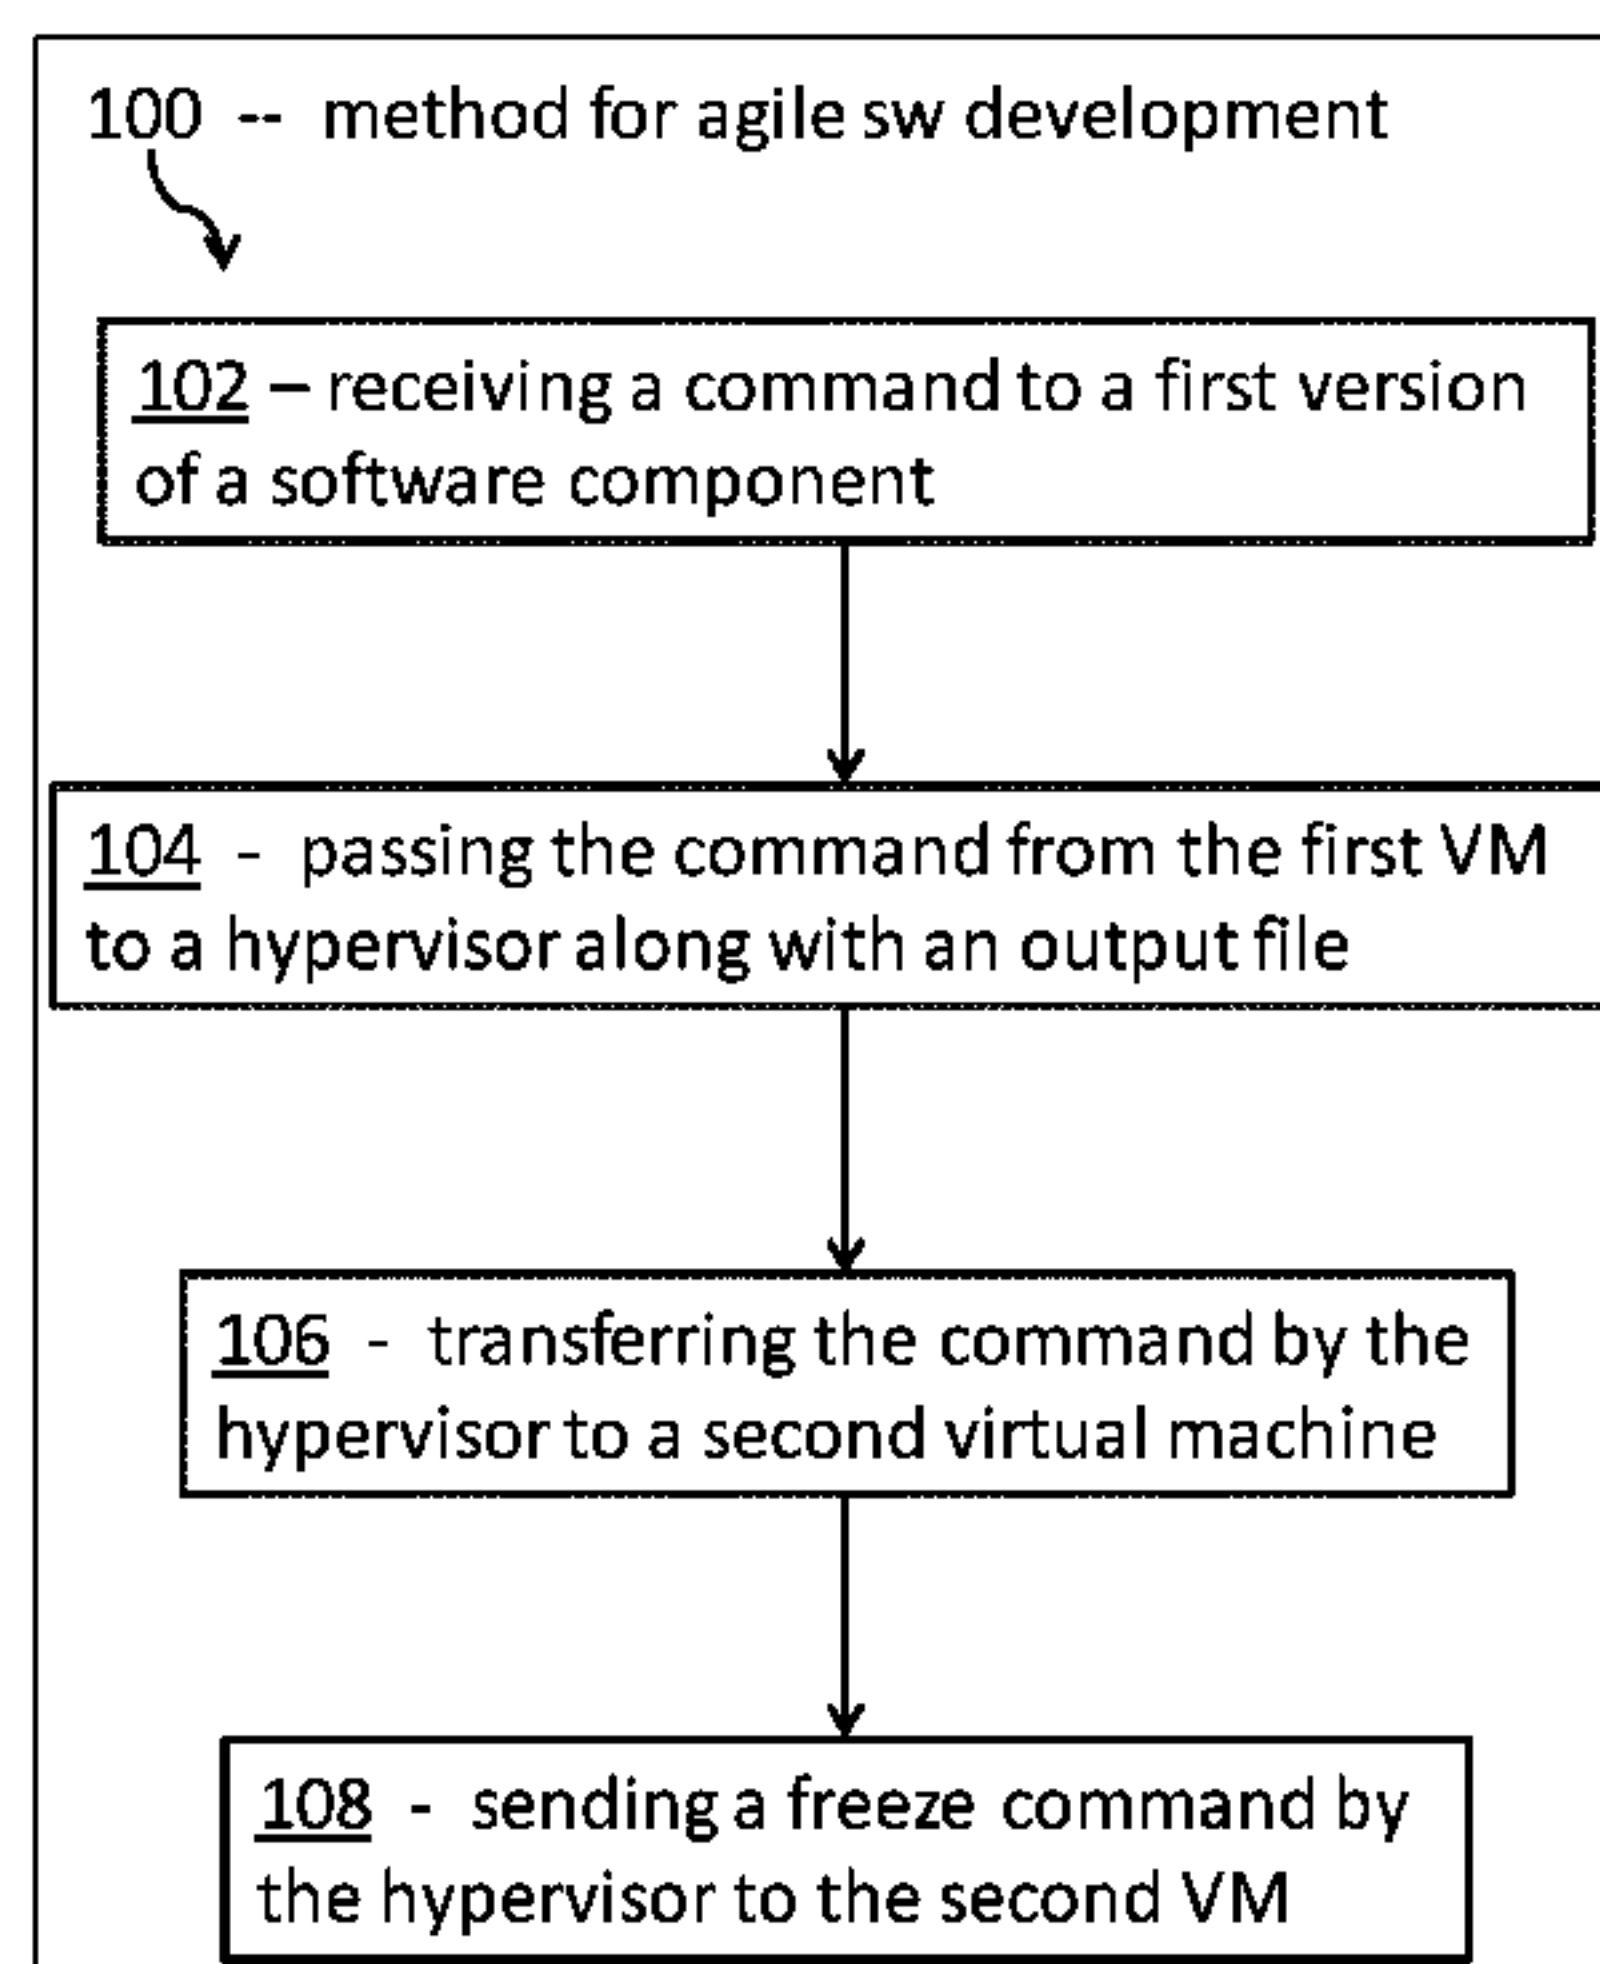 100 -- method for agile sw development
102 – receiving a command to a first version
of a software component
104 - passing the command from the first VM
to a hypervisor along with an output file
106 - transferring the command by the
hypervisor to a second virtual machine
108 - sending a freeze command by
the hypervisor to the second VM